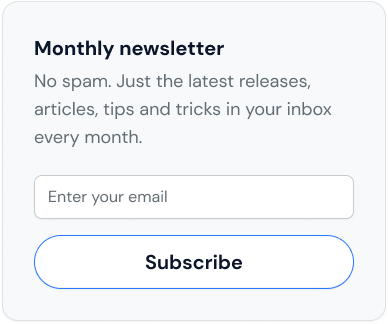 Monthly newsletter
No spam. Just the latest releases,
articles, tips and tricks in your inbox
every month.
Enter your email
Subscribe